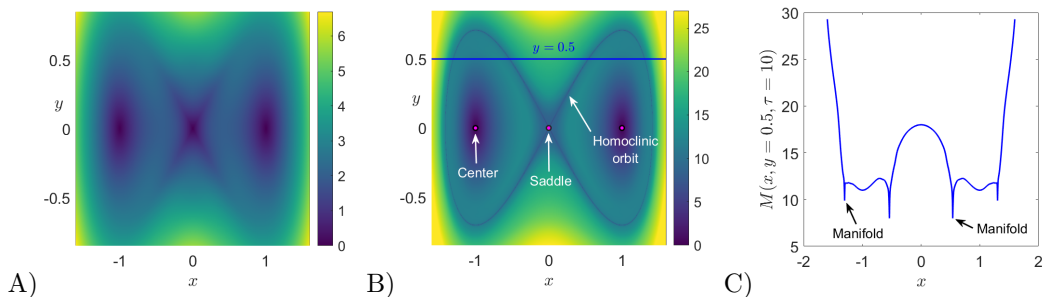 A)
6
5
4
3
2
1
0
0.5
0
-0.5
y
-1
0
1
x
B)
25
20
15
10
5
0
0.5
0
-0.5
y
-1
0
1
x
y = 0.5
Center
Saddle
Homoclinic
orbit
C)
30
25
20
15
10
5
M(x, y = 0.5, τ = 10)
-2
-1
0
1
2
x
Manifold
Manifold